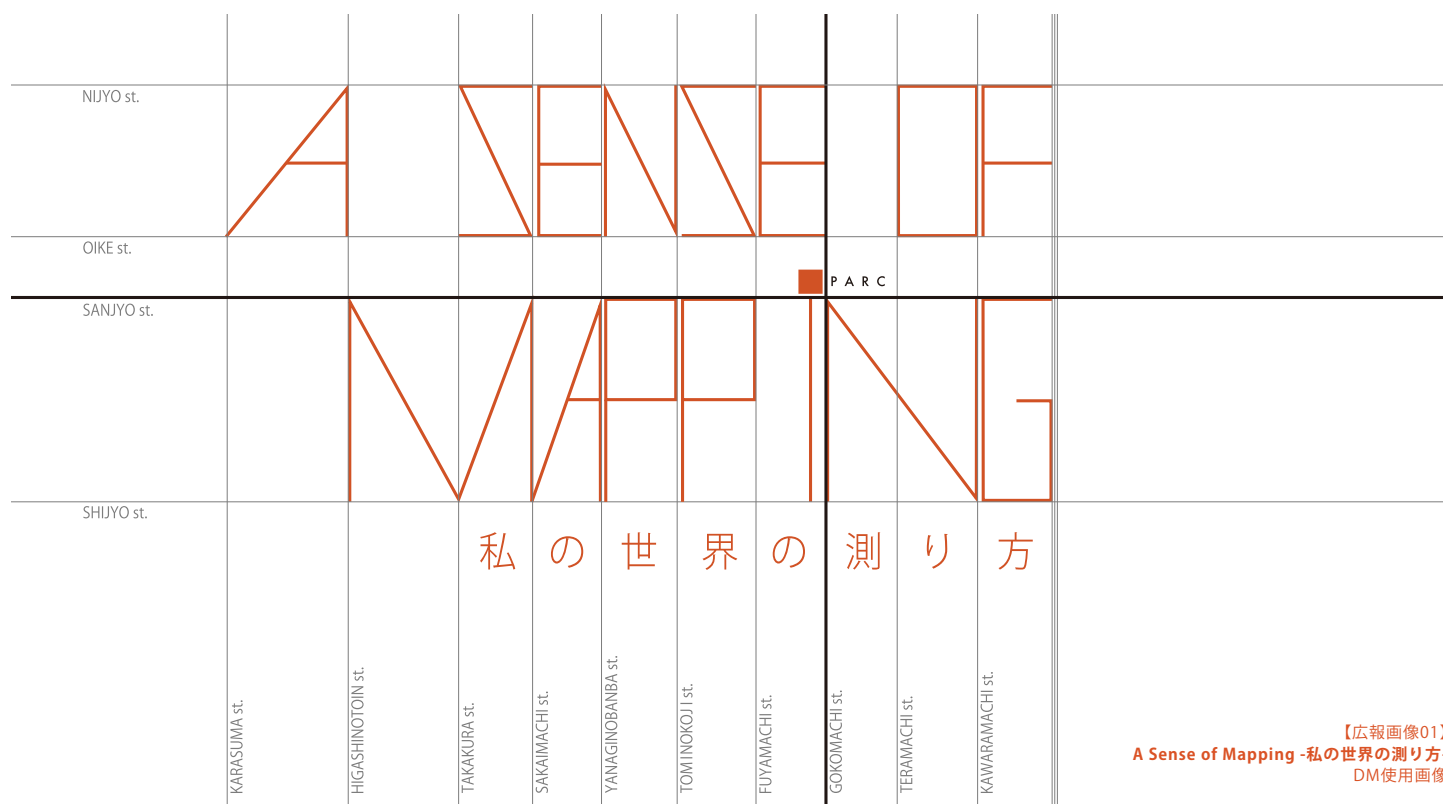 NIJYO st.
A SENSE OF
OIKE st.
PARC
SANJYO st.
MAPPING
SHIJYO st.
私の世界の測り方
KARASUMA st.
HIGASHINOTOIN st.
TAKAKURA st.
SAKAIMACHI st.
YANAGINOBANBA st.
TOMINOKOJI st.
FUYAMACHI st.
GOKOMACHI st.
TERAMACHI st.
KAWARAMACHI st.
【広報画像01】
A Sense of Mapping -私の世界の測り方-
DM使用画像